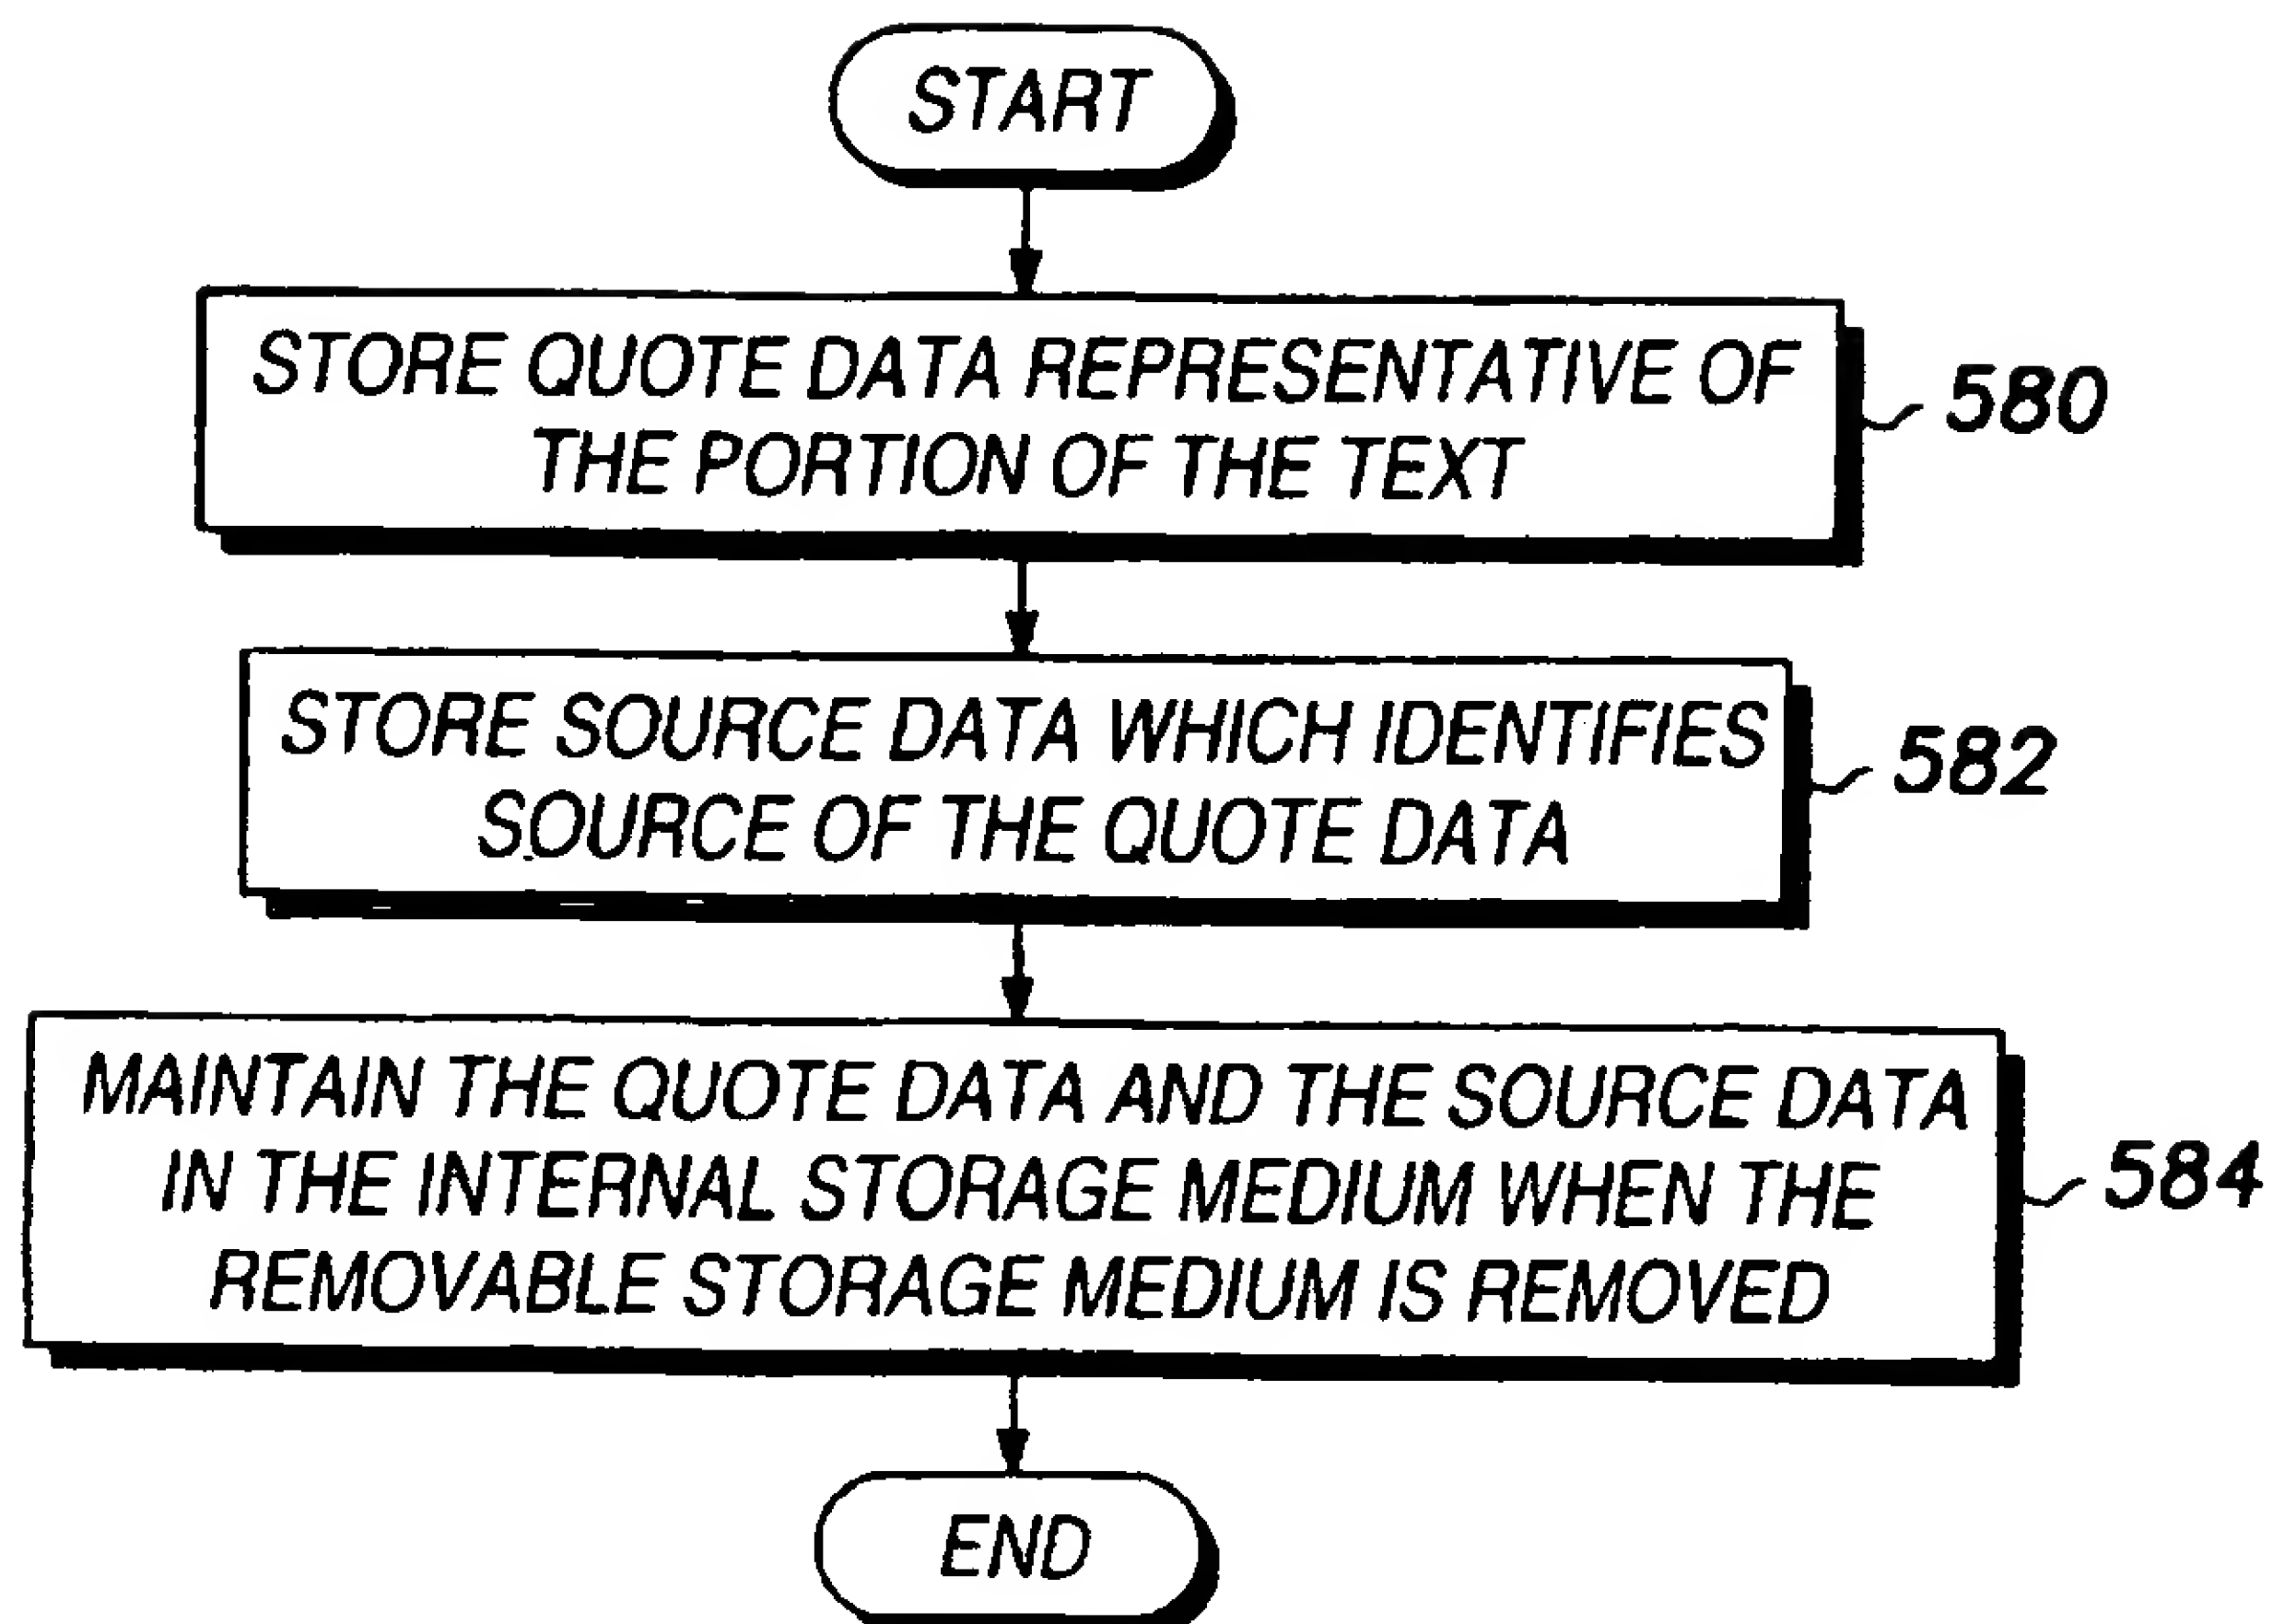 START
STORE QUOTE DATA REPRESENTATIVE OF
THE PORTION OF THE TEXT
580
STORE SOURCE DATA WHICH IDENTIFIES
SOURCE OF THE QUOTE DATA
582
MAINTAIN THE QUOTE DATA AND THE SOURCE DATA
IN THE INTERNAL STORAGE MEDIUM WHEN THE
REMOVABLE STORAGE MEDIUM IS REMOVED
584
END